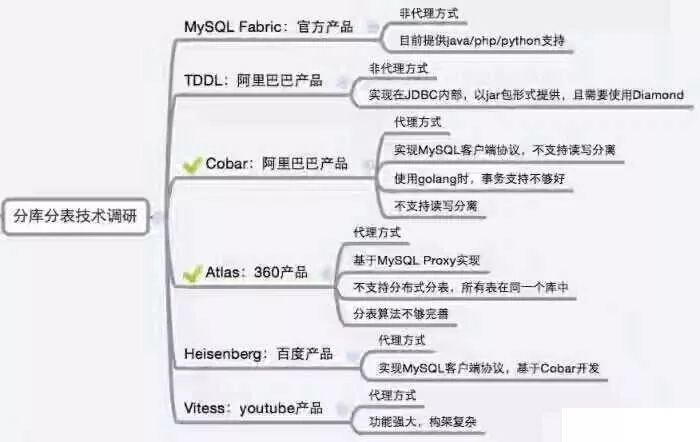 分库分表技术调研
MySQL Fabric：官方产品
非代理方式
目前提供java/php/python支持
TDDL：阿里巴巴产品
非代理方式
实现在JDBC内部，以jar包形式提供，且需要使用Diamond
Cobar：阿里巴巴产品
代理方式
实现MySQL客户端协议，不支持读写分离
使用golang时，事务支持不够好
不支持读写分离
Atlas：360产品
代理方式
基于MySQL Proxy实现
不支持分布式分表，所有表在同一个库中
分表算法不够完善
Heisenberg：百度产品
代理方式
实现MySQL客户端协议，基于Cobar开发
Vitess：youtube产品
代理方式
功能强大，构架复杂